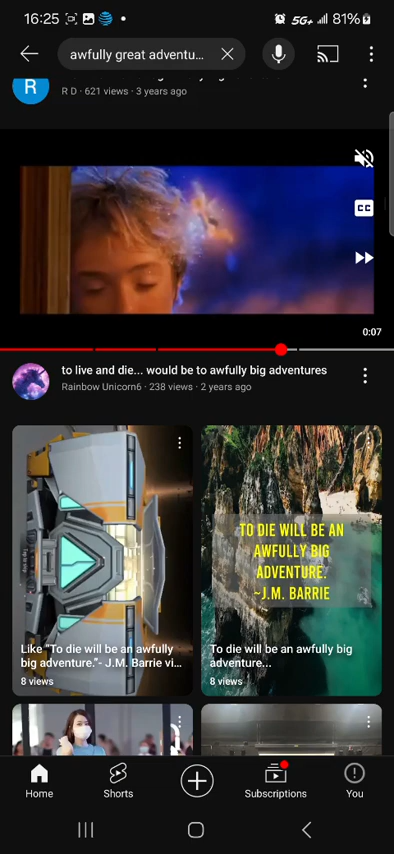 16:25
5G+
81%
awfully great adventu...
R
R D · 621 views · 3 years ago
CC
0:07
to live and die... would be to awfully big adventures
Rainbow Unicorn6 · 238 views · 2 years ago
TO DIE WILL BE AN
AWFULLY BIG
ADVENTURE.
~J.M. BARRIE
Like "To die will be an awfully
big adventure."- J.M. Barrie vi...
8 views
To die will be an awfully big
adventure...
8 views
Home
Shorts
Subscriptions
You